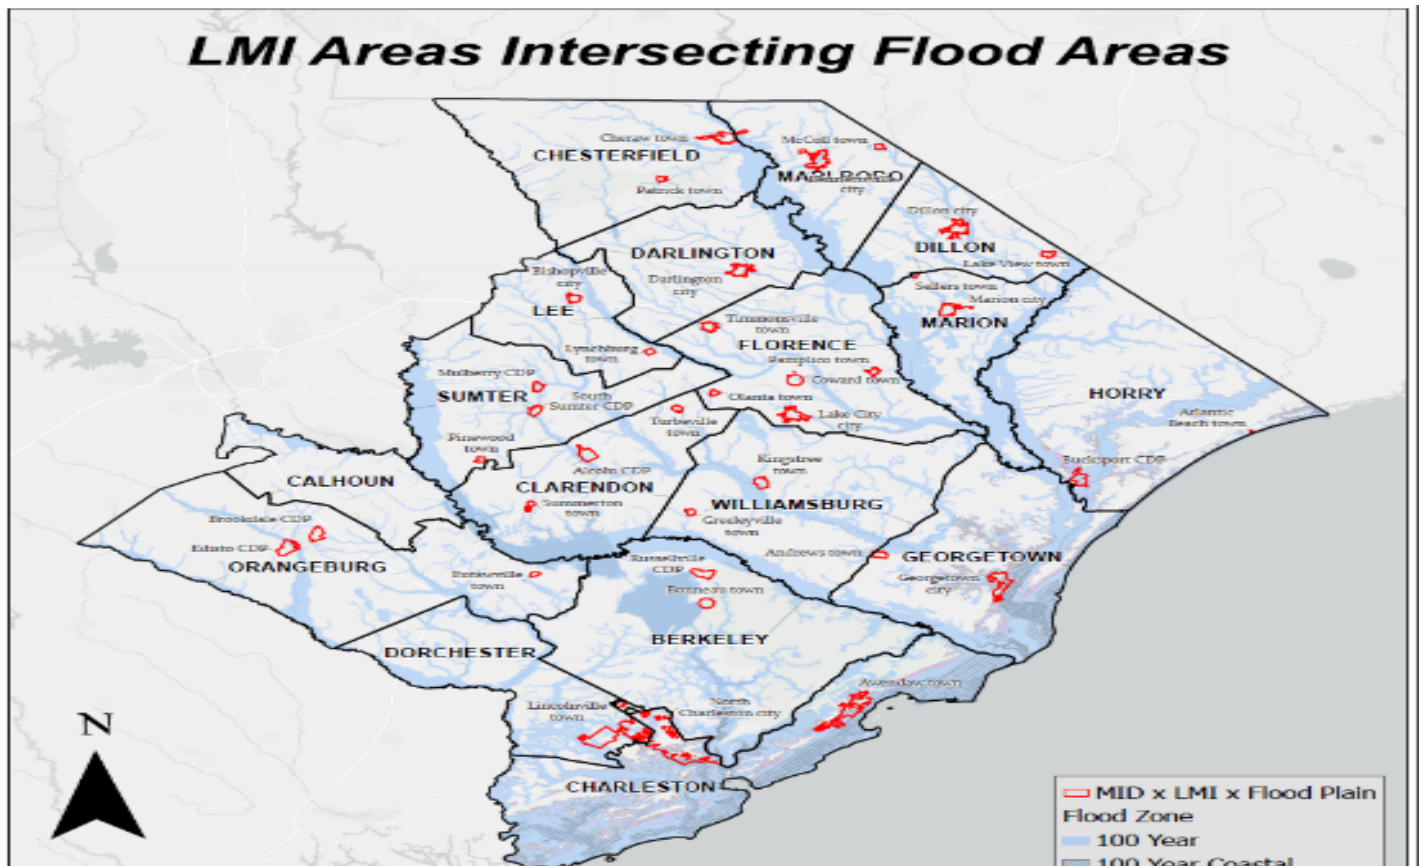 LMI Areas Intersecting Flood Areas
Cheraw town
McColl town
CHESTERFIELD
MARLBORO
city
Patrick town
Dillon city
DILLON
Lake View town
DARLINGTON
Darlington
city
Bishopville
city
LEE
Sellers town
Marion city
MARION
Timmonsville
town
FLORENCE
Lynchburg
town
Pamplico town
Coward town
Mulberry CDP
SUMTER
South
Sumter CDP
Olanta town
HORRY
Turbeville
town
Lake City
city
Atlantic
Beach town
Pinewood
town
Alcolu CDP
Kingstree
town
Bucksport CDP
CALHOUN
CLARENDON
Summerton
town
WILLIAMSBURG
Greeleyville
town
Brookdale CDP
Edisto CDP
ORANGEBURG
Andrews town
GEORGETOWN
Georgetown
city
Eutawville
town
Russellville
CDP
Bonneau town
BERKELEY
DORCHESTER
Awendaw town
Lincolnville
town
North
Charleston city
CHARLESTON
N
MID x LMI x Flood Plain
Flood Zone
100 Year
100 Year Coastal